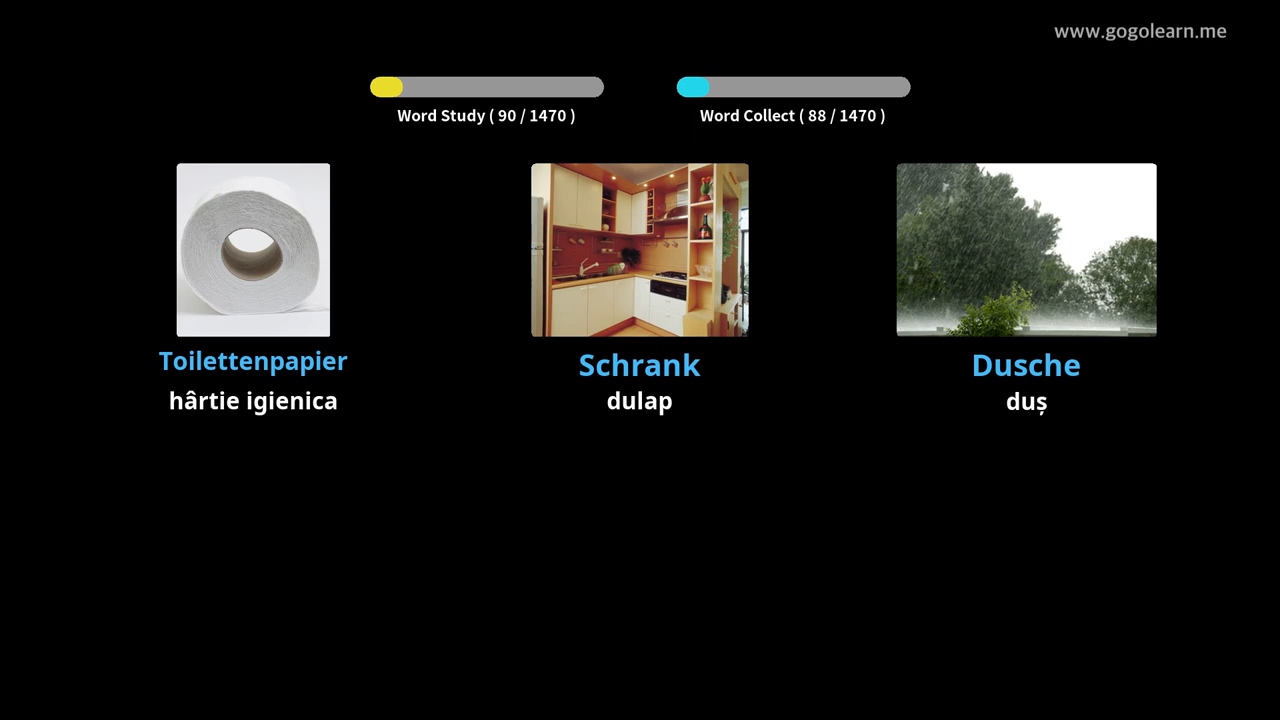 www.gogolearn.me
Word Study ( 90 / 1470 )
Word Collect ( 88 / 1470 )
Toilettenpapier
hârtie igienica
Schrank
dulap
Dusche
duș